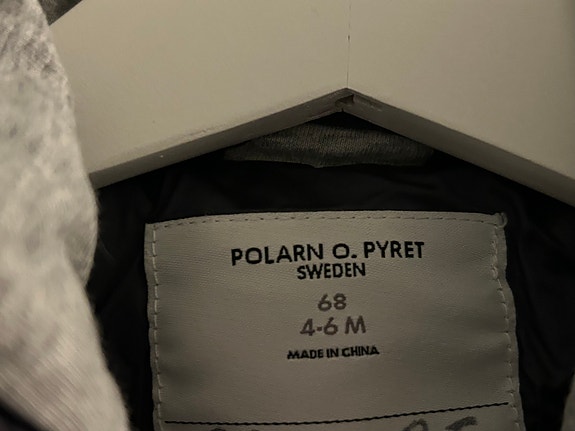 POLARN O. PYRET
SWEDEN
68
4-6 M
MADE IN CHINA